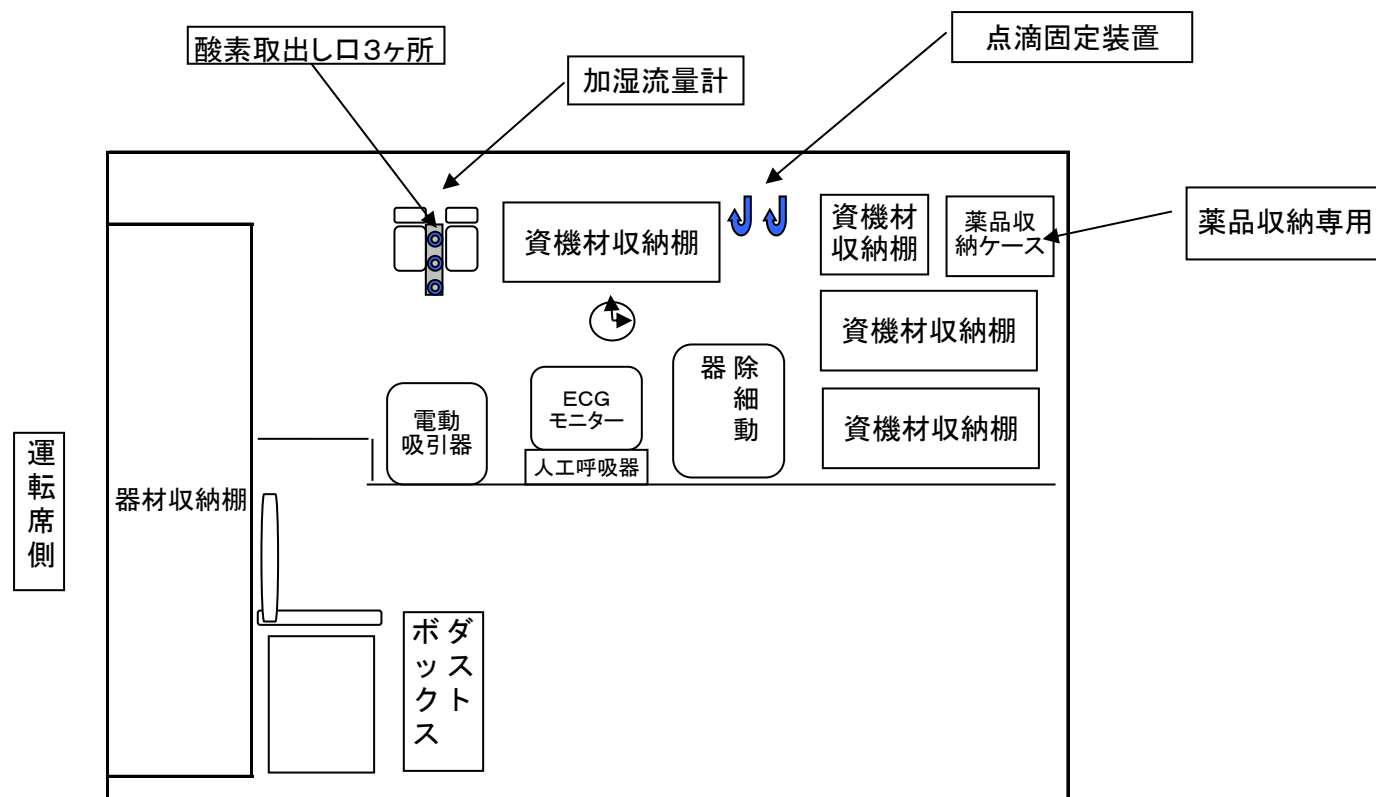 酸素取出し口3ヶ所
加湿流量計
点滴固定装置
資機材収納棚
資機材
収納棚
薬品収
納ケース
薬品収納専用
資機材収納棚
資機材収納棚
電動
吸引器
ECG
モニター
人工呼吸器
除細動
器
運転席側
器材収納棚
ダスト
ボックス